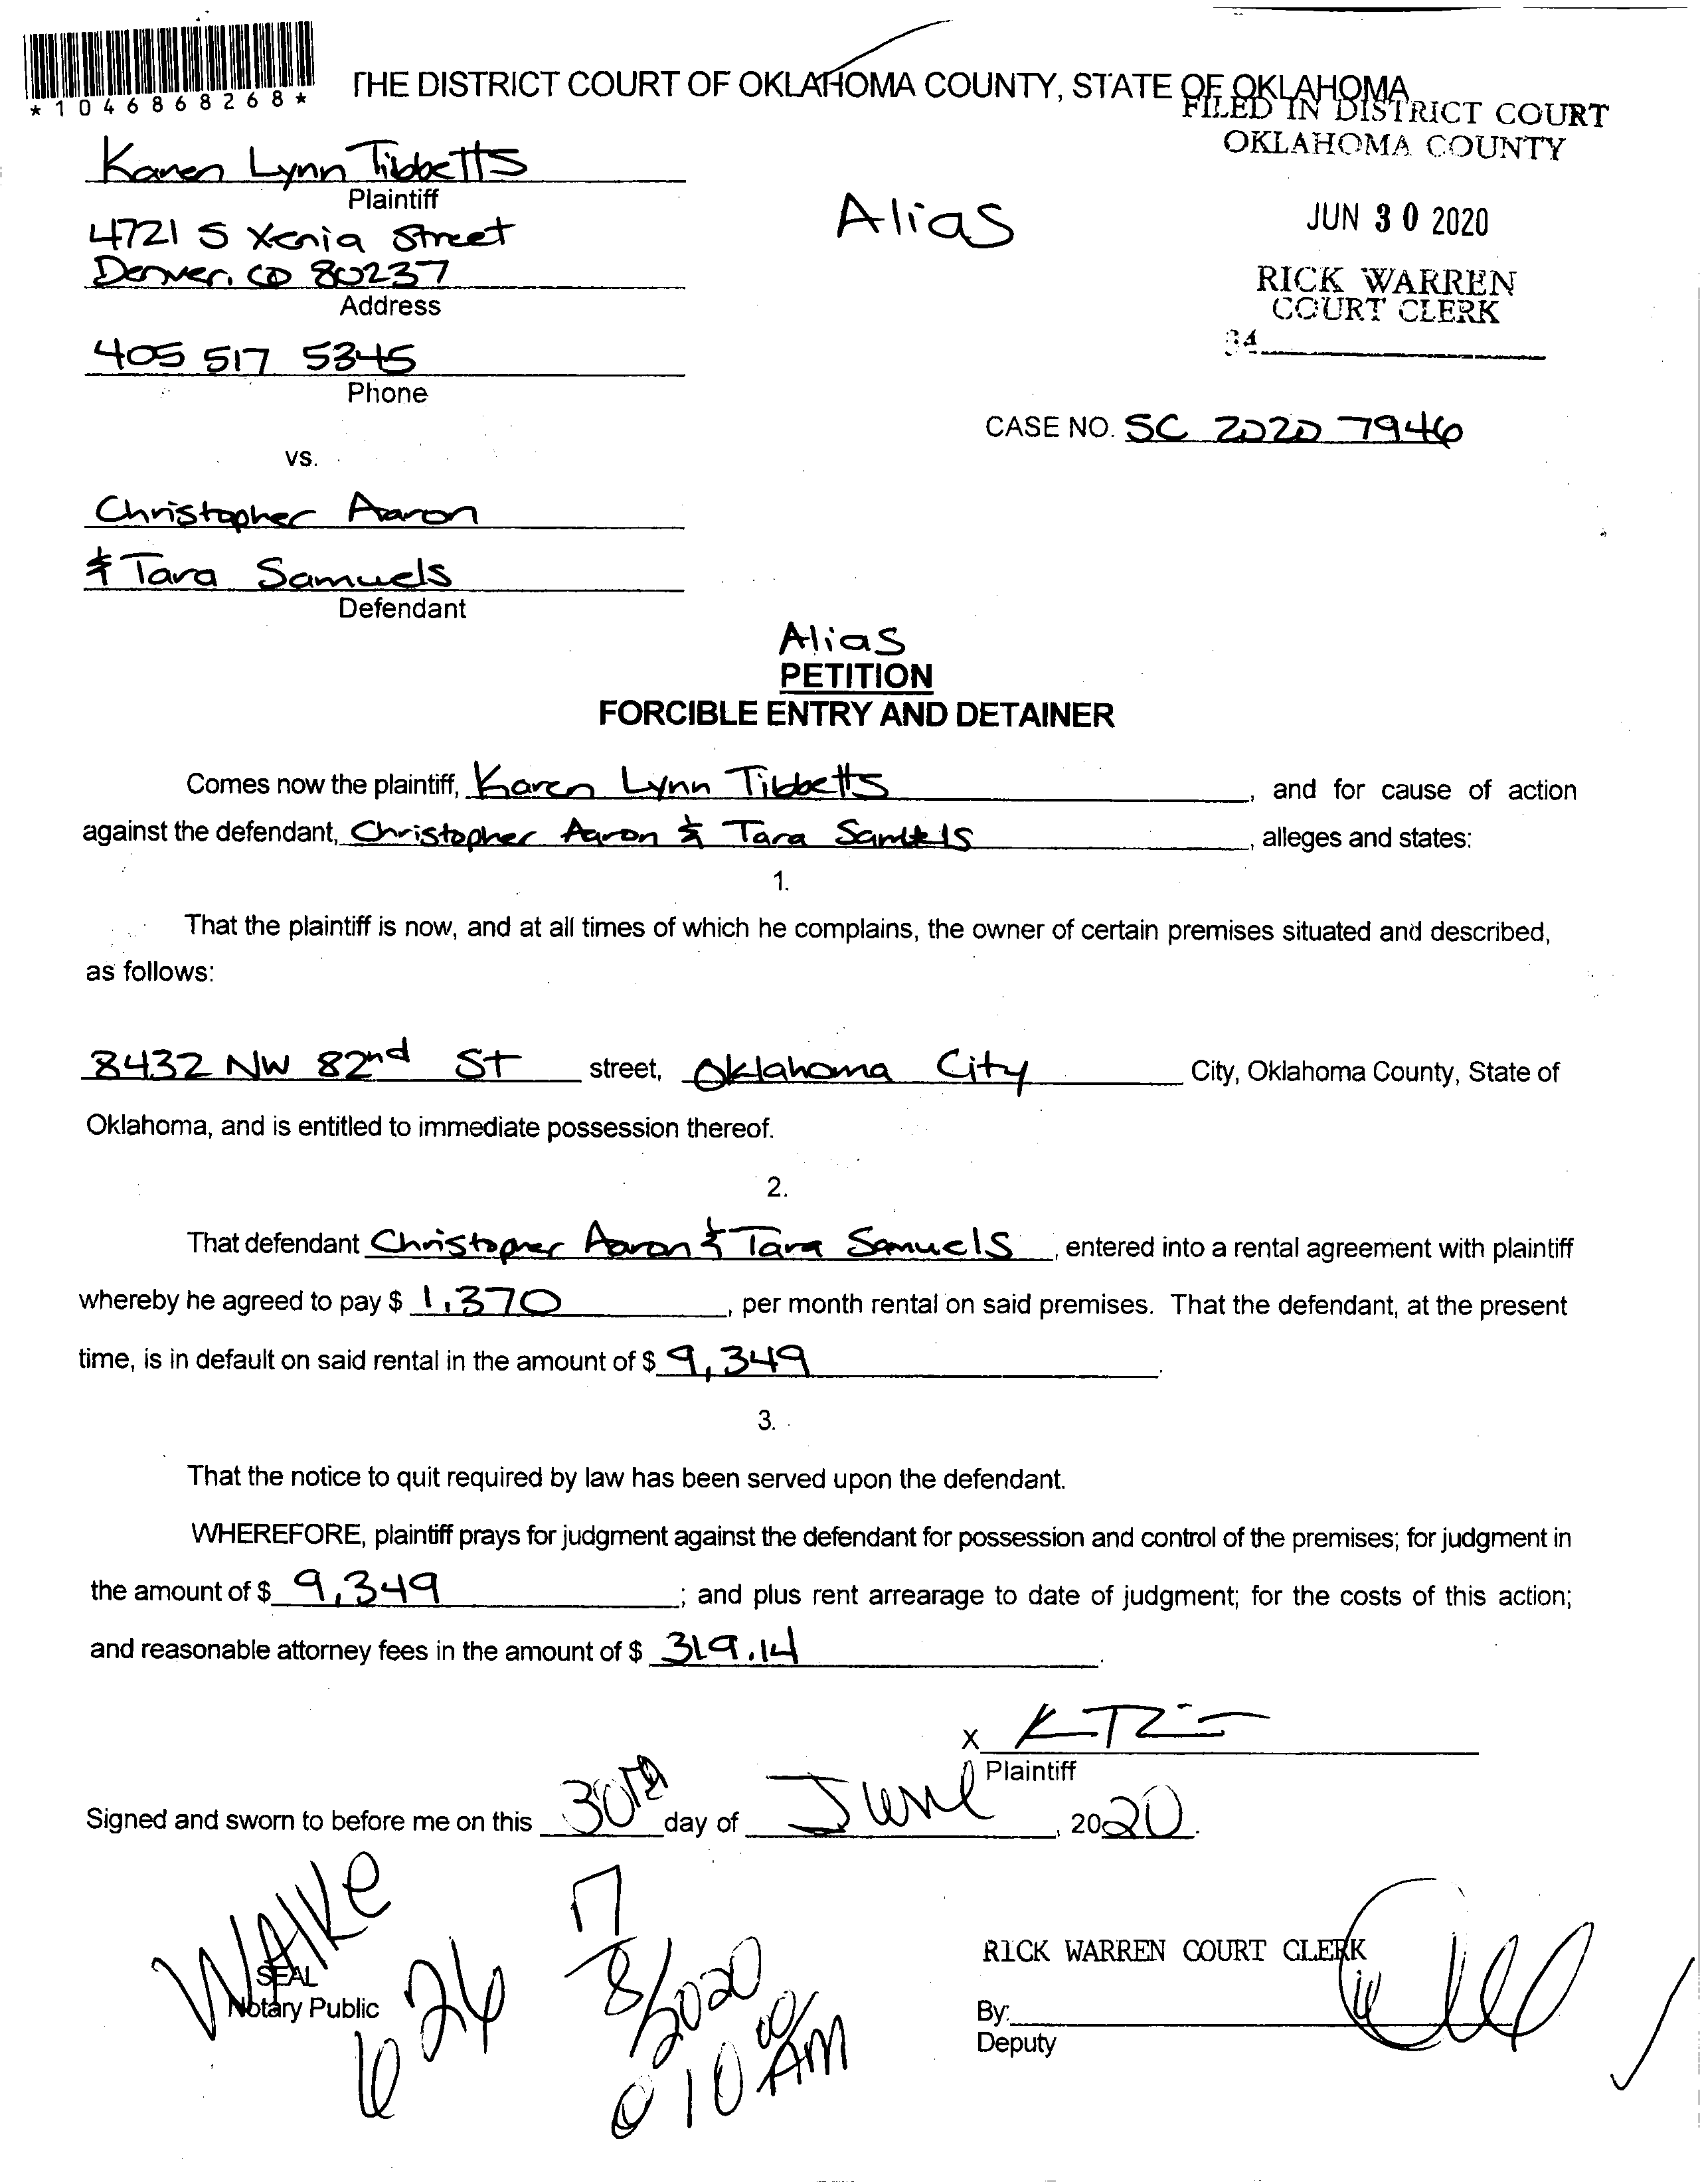 *1046868268*
THE DISTRICT COURT OF OKLAHOMA COUNTY, STATE OF OKLAHOMA
FILED IN DISTRICT COURT
OKLAHOMA COUNTY
Karen Lynn Tibbetts
Plaintiff
Alias
JUN 30 2020
4721 S Xenia Street
Denver, CO 80237
Address
RICK WARREN
COURT CLERK
34
405 517 5345
Phone
CASE NO. SC 2020 7946
vs.
Christopher Aaron
& Tara Samuels
Defendant
Alias
PETITION
FORCIBLE ENTRY AND DETAINER
Comes now the plaintiff, Karen Lynn Tibbetts, and for cause of action
against the defendant, Christopher Aaron & Tara Samuels, alleges and states:
1.
That the plaintiff is now, and at all times of which he complains, the owner of certain premises situated and described,
as follows:
8432 NW 82nd St street, Oklahoma City City, Oklahoma County, State of
Oklahoma, and is entitled to immediate possession thereof.
2.
That defendant Christopner Aaron & Tara Samuels, entered into a rental agreement with plaintiff
whereby he agreed to pay $ 1,370, per month rental on said premises. That the defendant, at the present
time, is in default on said rental in the amount of $ 9,349.
3.
That the notice to quit required by law has been served upon the defendant.
WHEREFORE, plaintiff prays for judgment against the defendant for possession and control of the premises; for judgment in
the amount of $ 9,349; and plus rent arrearage to date of judgment; for the costs of this action;
and reasonable attorney fees in the amount of $ 319.14.
X
Plaintiff
Signed and sworn to before me on this 30th day of June, 2020.
WAlKe
624
7/8/2020
@ 10:00 AM
SEAL
Notary Public
RICK WARREN COURT CLERK
By:
Deputy